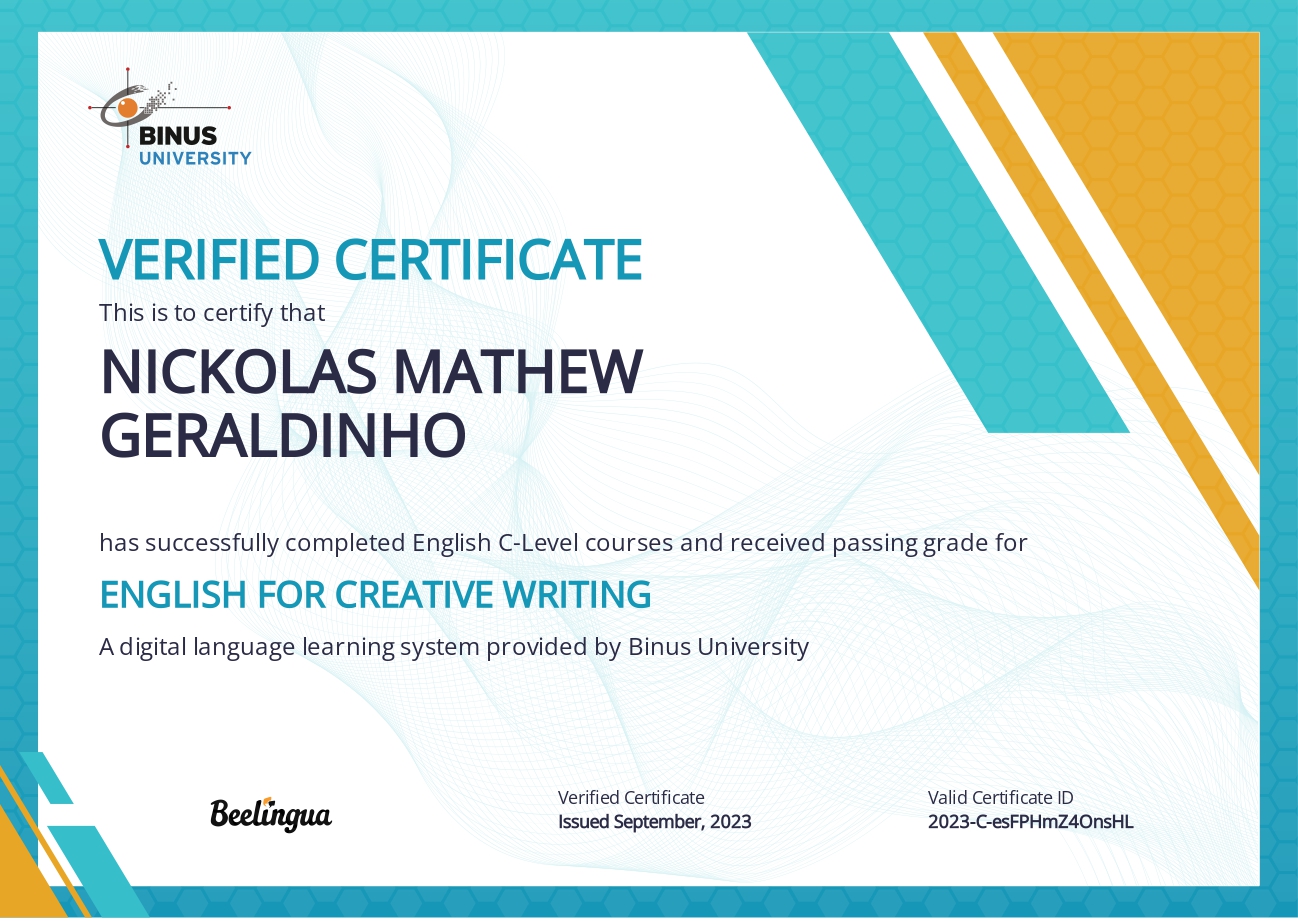 BINUS
UNIVERSITY
VERIFIED CERTIFICATE
This is to certify that
NICKOLAS MATHEW
GERALDINHO
has successfully completed English C-Level courses and received passing grade for
ENGLISH FOR CREATIVE WRITING
A digital language learning system provided by Binus University
Beelingua
Verified Certificate
Issued September, 2023
Valid Certificate ID
2023-C-esFPHmZ4OnsHL